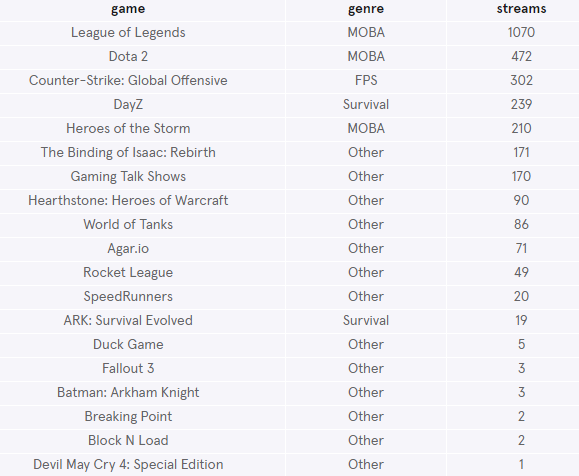 game genre streams
League of Legends MOBA 1070
Dota 2 MOBA 472
Counter-Strike: Global Offensive FPS 302
DayZ Survival 239
Heroes of the Storm MOBA 210
The Binding of Isaac: Rebirth Other 171
Gaming Talk Shows Other 170
Hearthstone: Heroes of Warcraft Other 90
World of Tanks Other 86
Agar.io Other 71
Rocket League Other 49
SpeedRunners Other 20
ARK: Survival Evolved Survival 19
Duck Game Other 5
Fallout 3 Other 3
Batman: Arkham Knight Other 3
Breaking Point Other 2
Block N Load Other 2
Devil May Cry 4: Special Edition Other 1